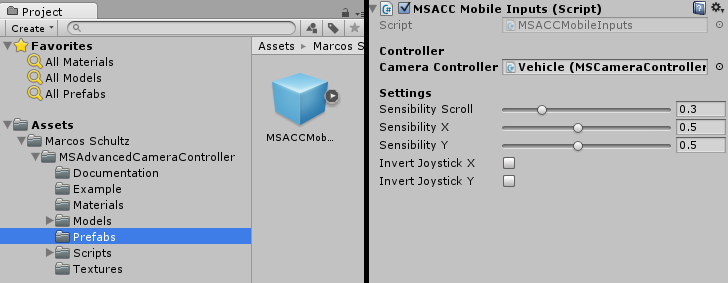 Project
Create
Favorites
All Materials
All Models
All Prefabs
Assets
Marcos Schultz
MSAdvancedCameraController
Documentation
Example
Materials
Models
Prefabs
Scripts
Textures
Assets ▸ Marcos Schul
MSACCMob...
MSACC Mobile Inputs (Script)
Script MSACCMobileInputs
Controller
Camera Controller Vehicle (MSCameraController
Settings
Sensibility Scroll 0.3
Sensibility X 0.5
Sensibility Y 0.5
Invert Joystick X
Invert Joystick Y